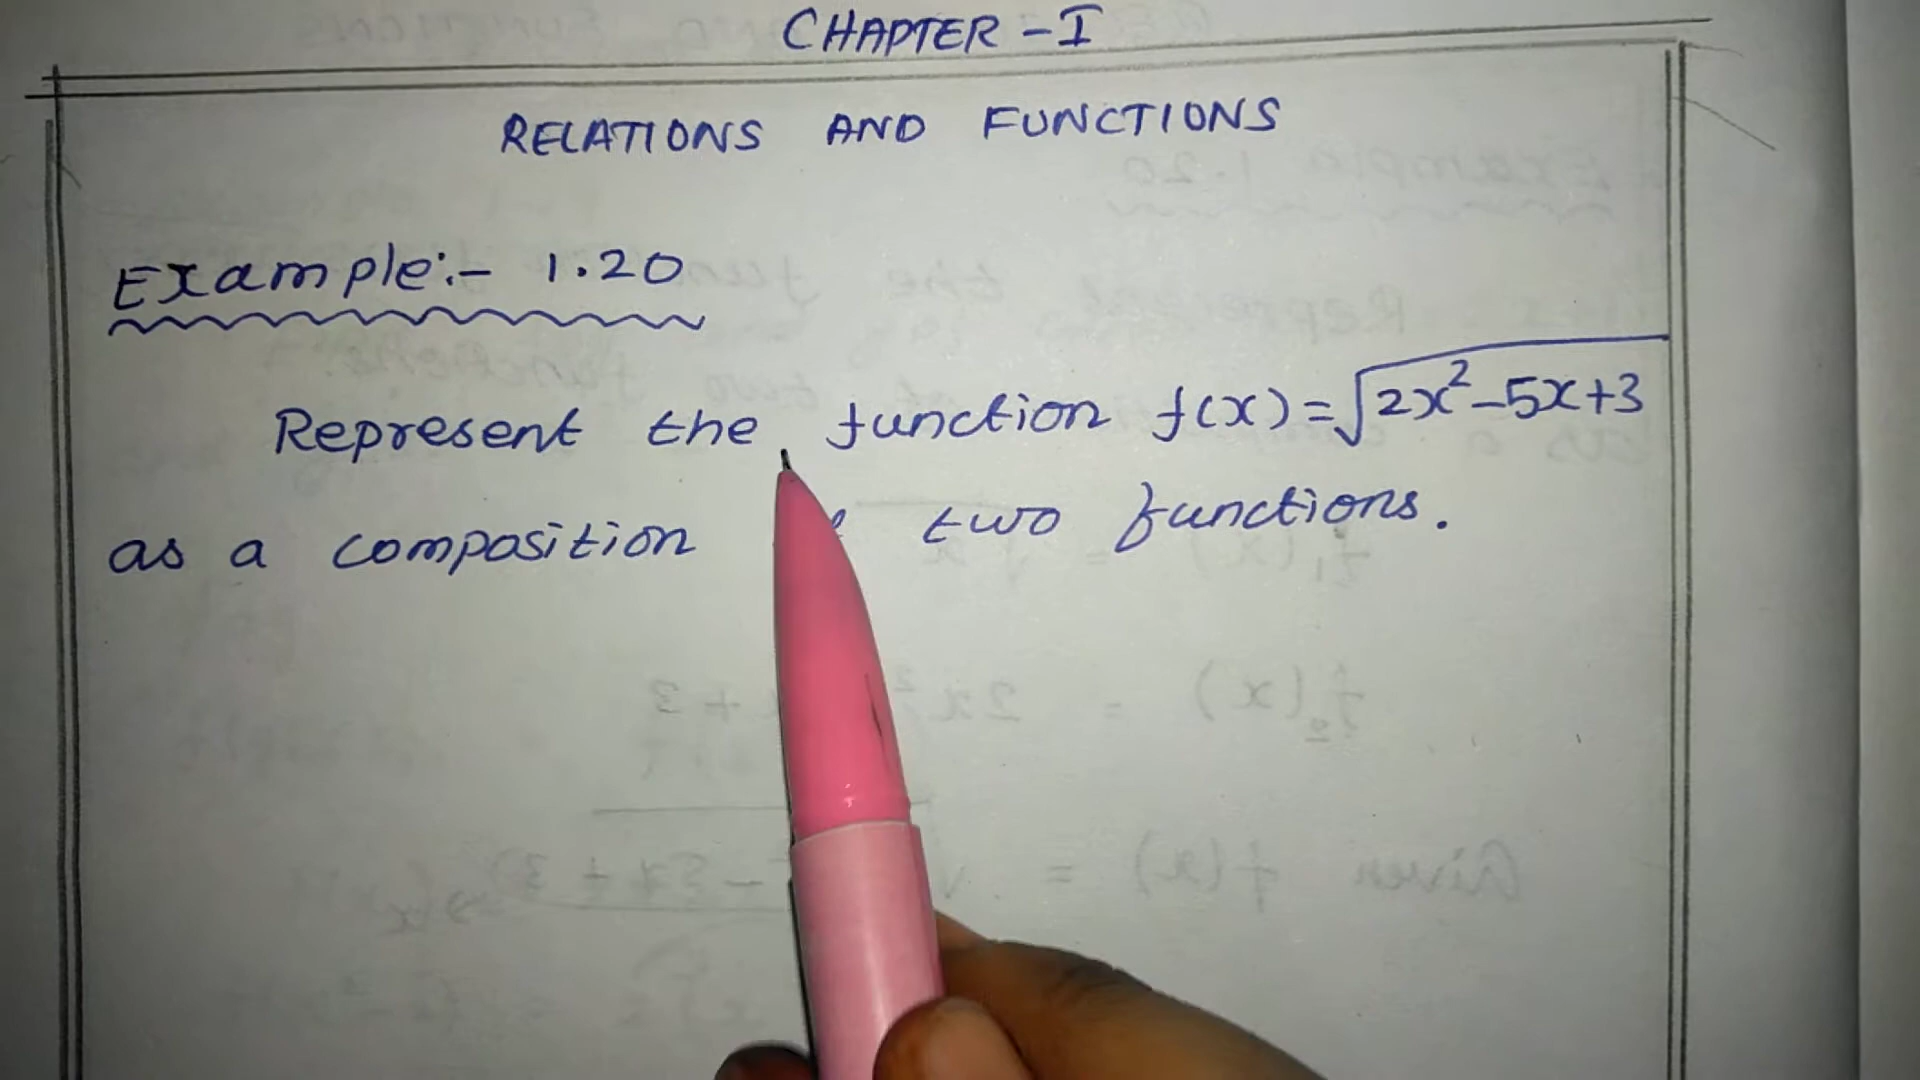 CHAPTER - I
RELATIONS AND FUNCTIONS
Example:- 1.20
Represent the function f(x) = √2x²-5x+3
as a composition two functions.